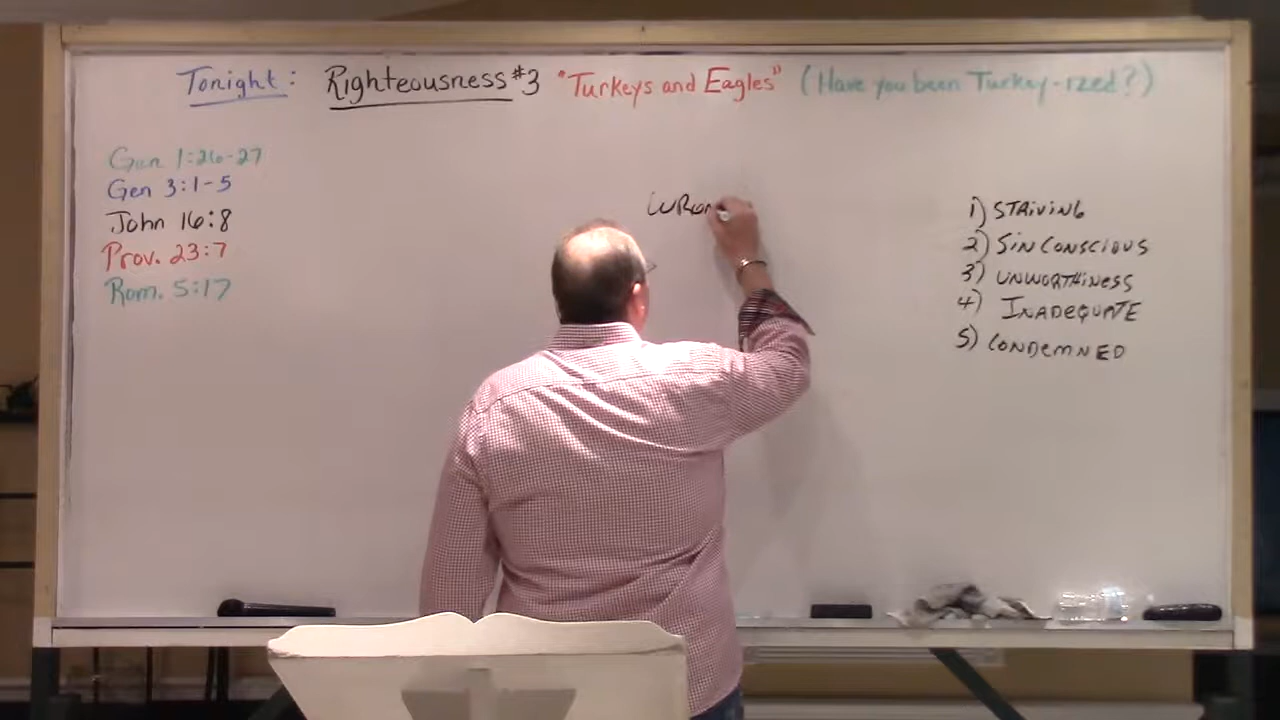 Tonight: Righteousness #3 "Turkeys and Eagles" (Have you been Turkey-rzed?)
Gen 1:26-27
Gen 3:1-5
John 16:8
Prov. 23:7
Rom. 5:17
1) STRIVING
2) SIN CONSCIOUS
3) UNWORTHINESS
4) INADEQUATE
5) CONDEMNED